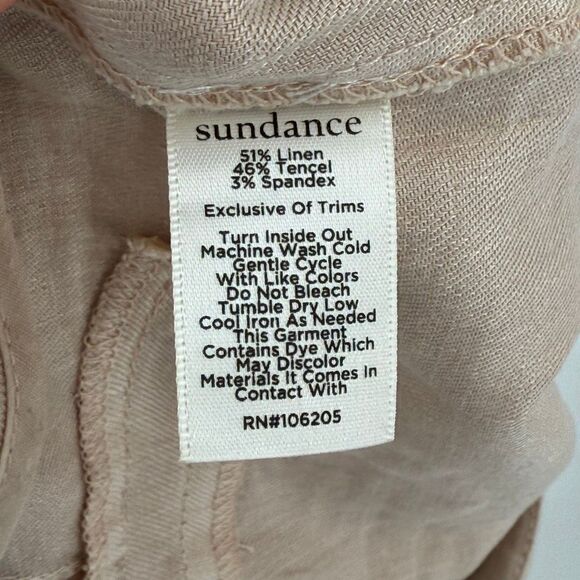 sundance
51% Linen
46% Tencel
3% Spandex
Exclusive Of Trims
Turn Inside Out
Machine Wash Cold
Gentle Cycle
With Like Colors
Do Not Bleach
Tumble Dry Low
Cool Iron As Needed
This Garment
Contains Dye Which
May Discolor
Materials It Comes In
Contact With
RN#106205